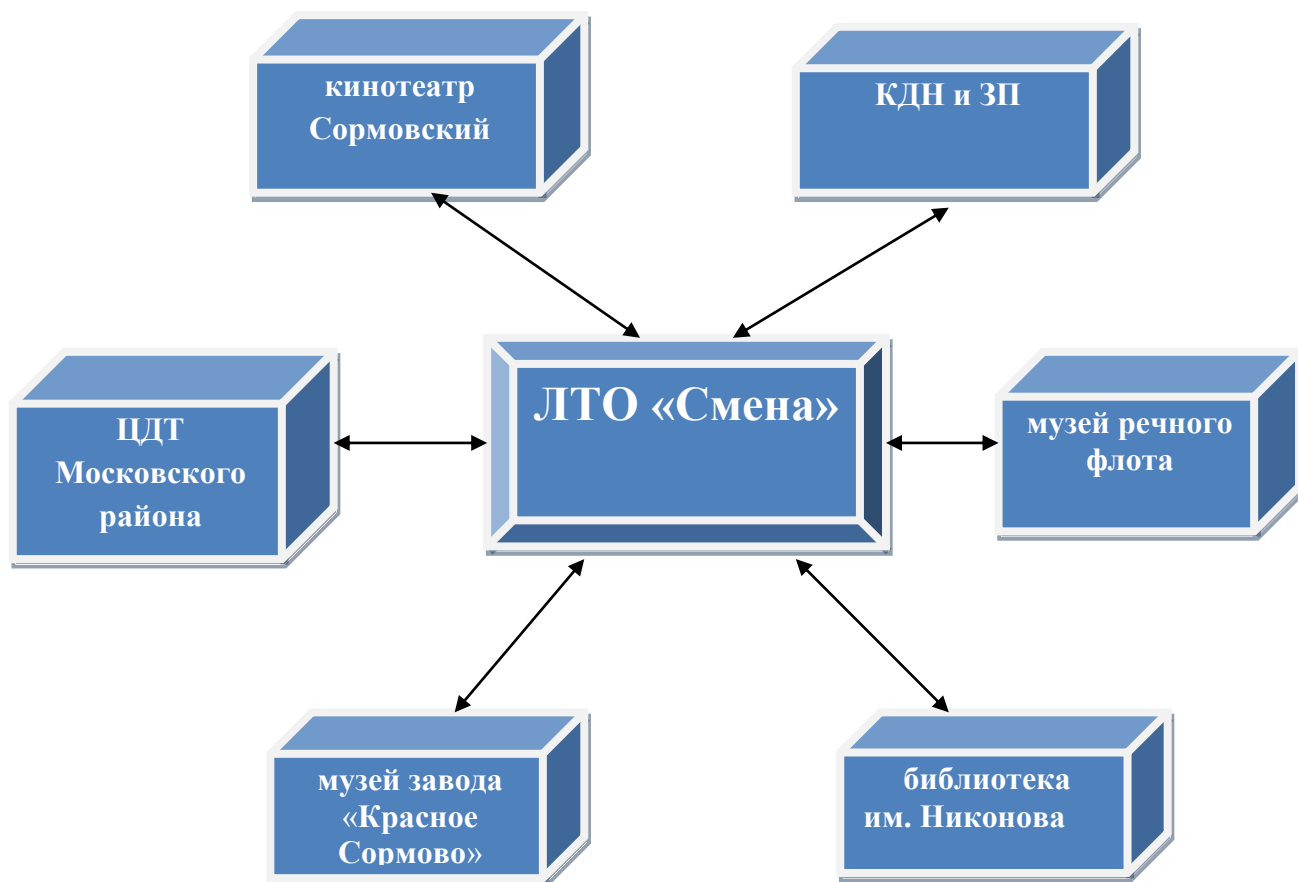 кинотеатр
Сормовский
КДН и ЗП
ЛТО «Смена»
ЦДТ
Московского
района
музей речного
флота
музей завода
«Красное
Сормово»
библиотека
им. Никонова